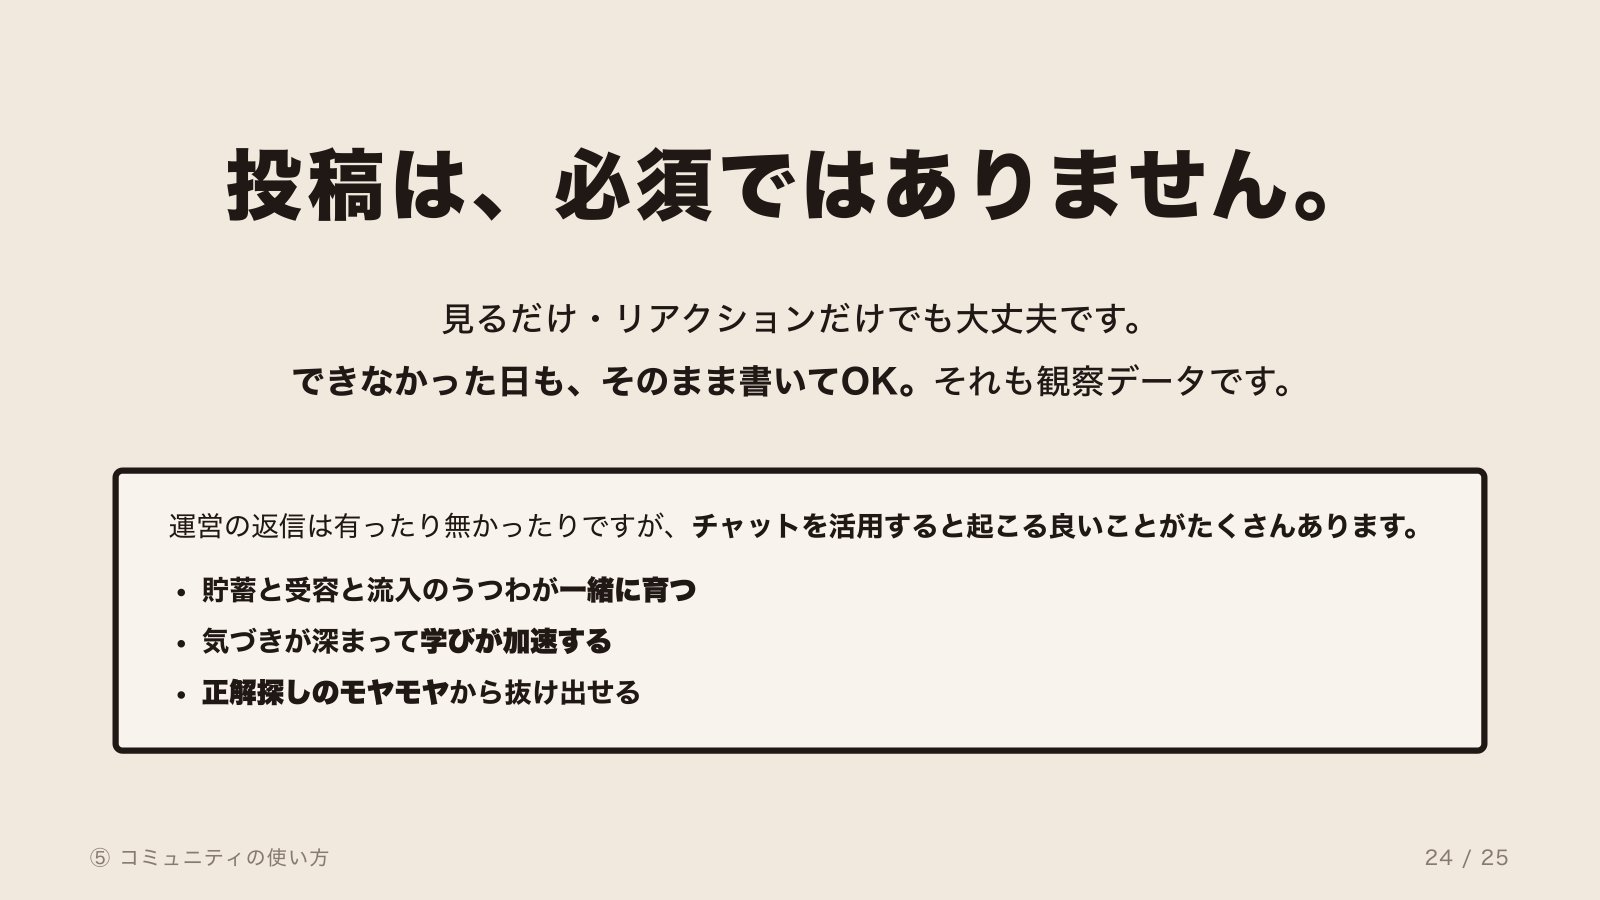 投稿は、必須ではありません。
見るだけ・リアクションだけでも大丈夫です。
できなかった日も、そのまま書いてOK。それも観察データです。
運営の返信は有ったり無かったりですが、チャットを活用すると起こる良いことがたくさんあります。
• 貯蓄と受容と流入のうつわが一緒に育つ
• 気づきが深まって学びが加速する
• 正解探しのモヤモヤから抜け出せる
⑤ コミュニティの使い方
24 / 25